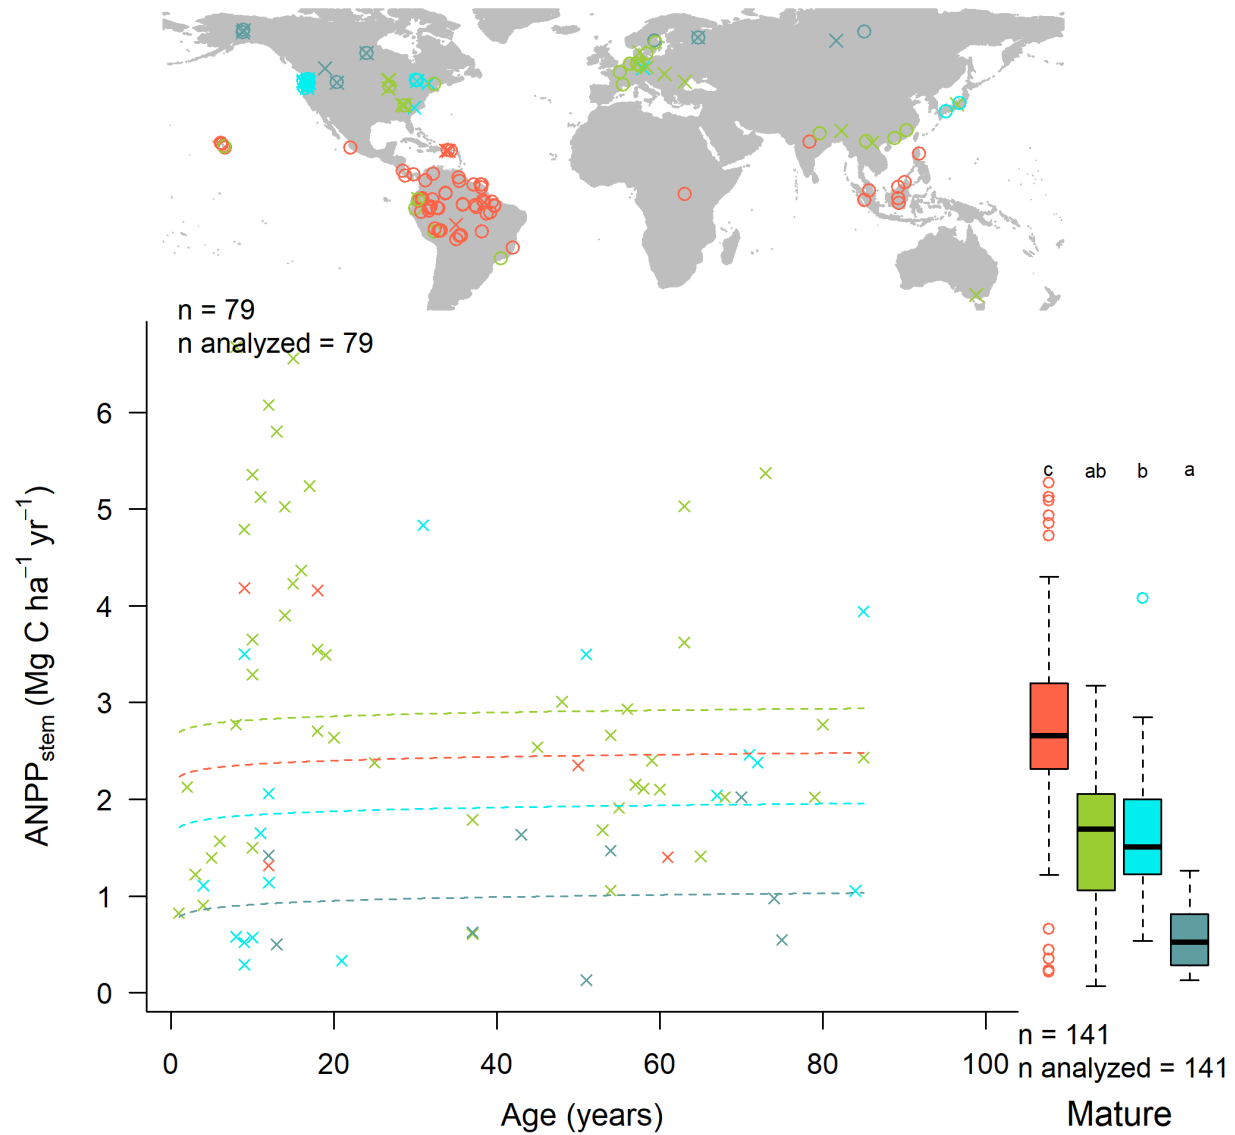 n = 79
n analyzed = 79
6
5
4
3
2
1
0
ANPPstem (Mg C ha−1 yr−1)
c ab b a
0 20 40 60 80 100
n = 141
n analyzed = 141
Age (years)
Mature